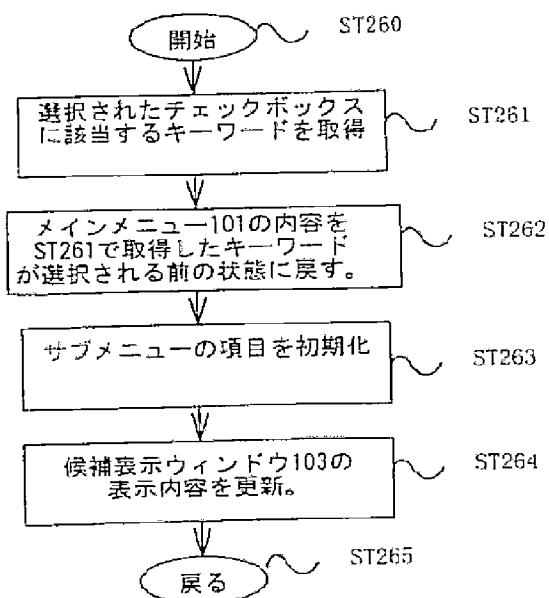 開始
ST260
選択されたチェックボックス
に該当するキーワードを取得
ST261
メインメニュー101の内容を
ST261で取得したキーワード
が選択される前の状態に戻す。
ST262
サブメニューの項目を初期化
ST263
候補表示ウィンドウ103の
表示内容を更新。
ST264
戻る
ST265